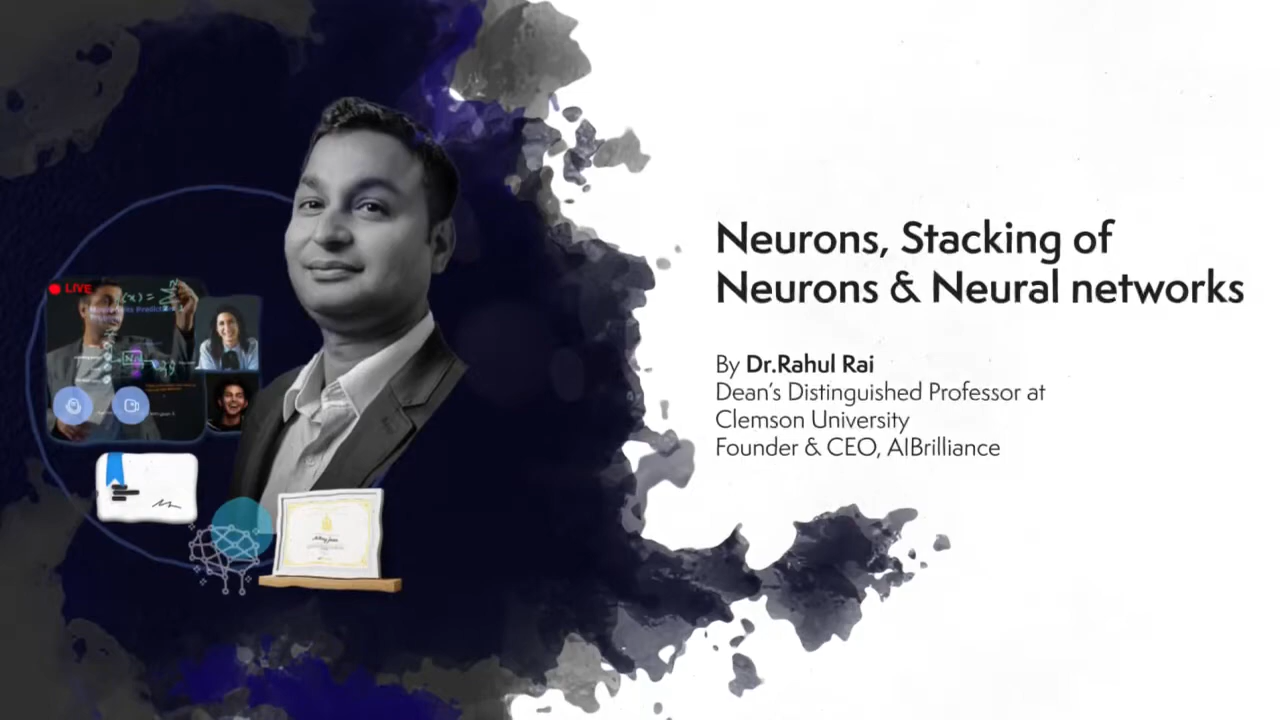 LIVE
Neurons, Stacking of
Neurons & Neural networks
By Dr.Rahul Rai
Dean's Distinguished Professor at
Clemson University
Founder & CEO, AIBrilliance